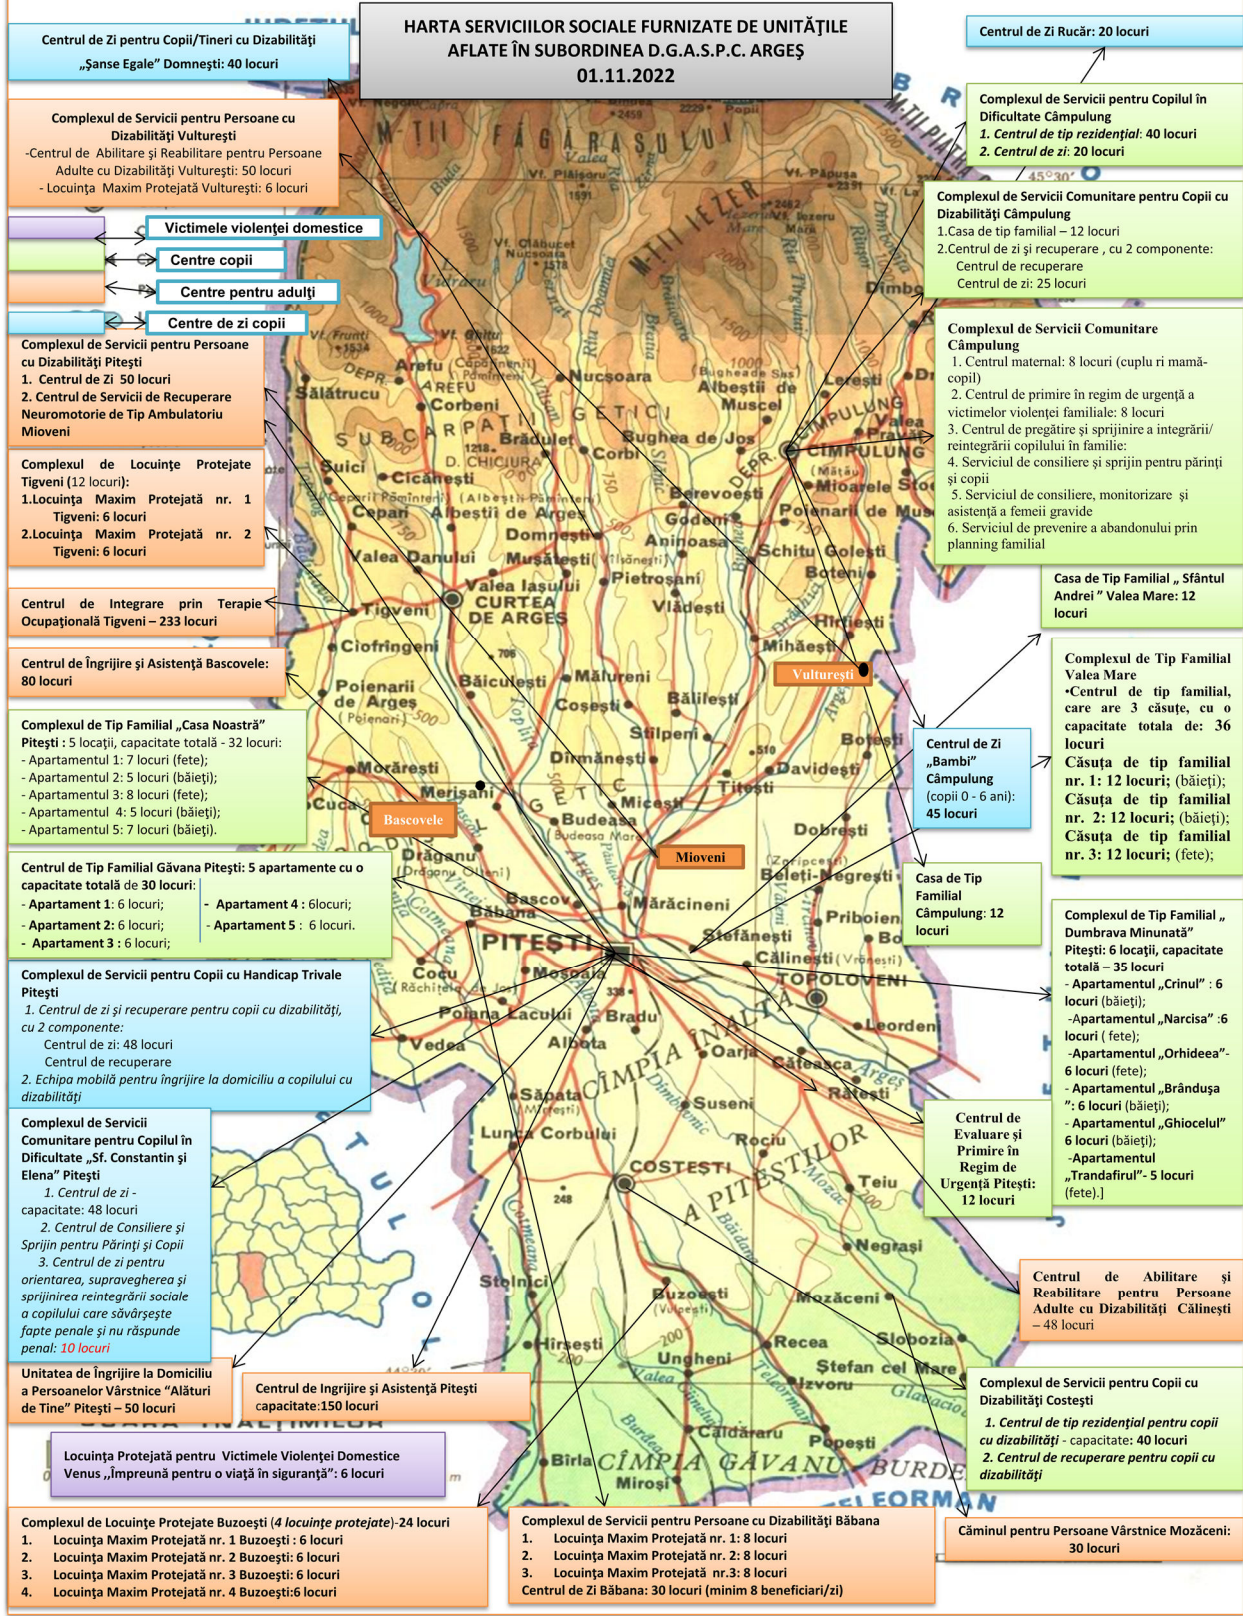 HARTA SERVICIILOR SOCIALE FURNIZATE DE UNITĂŢILE
AFLATE ÎN SUBORDINEA D.G.A.S.P.C. ARGEŞ
01.11.2022
Centrul de Zi pentru Copii/Tineri cu Dizabilităţi
„Şanse Egale” Domneşti: 40 locuri
Complexul de Servicii pentru Persoane cu
Dizabilităţi Vultureşti
-Centrul de Abilitare şi Reabilitare pentru Persoane
Adulte cu Dizabilităţi Vultureşti: 50 locuri
- Locuinţa Maxim Protejată Vultureşti: 6 locuri
Victimele violenţei domestice
Centre copii
Centre pentru adulţi
Centre de zi copii
Complexul de Servicii pentru Persoane
cu Dizabilităţi Piteşti
1. Centrul de Zi 50 locuri
2. Centrul de Servicii de Recuperare
Neuromotorie de Tip Ambulatoriu
Mioveni
Complexul de Locuinţe Protejate
Tigveni (12 locuri):
1.Locuinţa Maxim Protejată nr. 1
Tigveni: 6 locuri
2.Locuinţa Maxim Protejată nr. 2
Tigveni: 6 locuri
Centrul de Integrare prin Terapie
Ocupaţională Tigveni – 233 locuri
Centrul de Îngrijire şi Asistenţă Bascovele:
80 locuri
Complexul de Tip Familial „Casa Noastră”
Piteşti : 5 locaţii, capacitate totală - 32 locuri:
- Apartamentul 1: 7 locuri (fete);
- Apartamentul 2: 5 locuri (băieţi);
- Apartamentul 3: 8 locuri (fete);
- Apartamentul 4: 5 locuri (băieţi);
- Apartamentul 5: 7 locuri (băieţi).
Centrul de Tip Familial Găvana Piteşti: 5 apartamente cu o
capacitate totală de 30 locuri:
- Apartament 1: 6 locuri;
- Apartament 2: 6 locuri;
- Apartament 3 : 6 locuri;
- Apartament 4 : 6locuri;
- Apartament 5 : 6 locuri.
Complexul de Servicii pentru Copii cu Handicap Trivale
Piteşti
1. Centrul de zi şi recuperare pentru copii cu dizabilităţi,
cu 2 componente:
Centrul de zi: 48 locuri
Centrul de recuperare
2. Echipa mobilă pentru îngrijire la domiciliu a copilului cu
dizabilităţi
Complexul de Servicii
Comunitare pentru Copilul în
Dificultate „Sf. Constantin şi
Elena” Piteşti
1. Centrul de zi -
capacitate: 48 locuri
2. Centrul de Consiliere şi
Sprijin pentru Părinţi şi Copii
3. Centrul de zi pentru
orientarea, supravegherea şi
sprijinirea reintegrării sociale
a copilului care săvârşeşte
fapte penale şi nu răspunde
penal: 10 locuri
Unitatea de Îngrijire la Domiciliu
a Persoanelor Vârstnice “Alături
de Tine” Piteşti – 50 locuri
Centrul de Ingrijire şi Asistenţă Piteşti
capacitate:150 locuri
Locuinţa Protejată pentru Victimele Violenţei Domestice
Venus ,,Împreună pentru o viaţă în siguranţă”: 6 locuri
Complexul de Locuinţe Protejate Buzoeşti (4 locuinţe protejate)-24 locuri
1. Locuinţa Maxim Protejată nr. 1 Buzoeşti : 6 locuri
2. Locuinţa Maxim Protejată nr. 2 Buzoeşti: 6 locuri
3. Locuinţa Maxim Protejată nr. 3 Buzoeşti: 6 locuri
4. Locuinţa Maxim Protejată nr. 4 Buzoeşti:6 locuri
Complexul de Servicii pentru Persoane cu Dizabilităţi Băbana
1. Locuinţa Maxim Protejată nr. 1: 8 locuri
2. Locuinţa Maxim Protejată nr. 2: 8 locuri
3. Locuinţa Maxim Protejată nr.3: 8 locuri
Centrul de Zi Băbana: 30 locuri (minim 8 beneficiari/zi)
Centrul de Zi Rucăr: 20 locuri
Complexul de Servicii pentru Copilul în
Dificultate Câmpulung
1. Centrul de tip rezidenţial: 40 locuri
2. Centrul de zi: 20 locuri
Complexul de Servicii Comunitare pentru Copii cu
Dizabilităţi Câmpulung
1.Casa de tip familial – 12 locuri
2.Centrul de zi şi recuperare , cu 2 componente:
Centrul de recuperare
Centrul de zi: 25 locuri
Complexul de Servicii Comunitare
Câmpulung
1. Centrul maternal: 8 locuri (cuplu ri mamă-
copil)
2. Centrul de primire în regim de urgenţă a
victimelor violenţei familiale: 8 locuri
3. Centrul de pregătire şi sprijinire a integrării/
reintegrării copilului în familie:
4. Serviciul de consiliere şi sprijin pentru părinţi
şi copii
5. Serviciul de consiliere, monitorizare şi
asistenţă a femeii gravide
6. Serviciul de prevenire a abandonului prin
planning familial
Casa de Tip Familial „ Sfântul
Andrei ” Valea Mare: 12
locuri
Complexul de Tip Familial
Valea Mare
•Centrul de tip familial,
care are 3 căsuţe, cu o
capacitate totala de: 36
locuri
Căsuţa de tip familial
nr. 1: 12 locuri; (băieţi);
Căsuţa de tip familial
nr. 2: 12 locuri; (băieţi);
Căsuţa de tip familial
nr. 3: 12 locuri; (fete);
Centrul de Zi
„Bambi”
Câmpulung
(copii 0 - 6 ani):
45 locuri
Casa de Tip
Familial
Câmpulung: 12
locuri
Complexul de Tip Familial „
Dumbrava Minunată”
Piteşti: 6 locaţii, capacitate
totală – 35 locuri
- Apartamentul „Crinul” : 6
locuri (băieţi);
-Apartamentul „Narcisa” :6
locuri ( fete);
-Apartamentul „Orhideea”-
6 locuri (fete);
- Apartamentul „Brânduşa
”: 6 locuri (băieţi);
- Apartamentul „Ghiocelul”
6 locuri (băieţi);
-Apartamentul
„Trandafirul”- 5 locuri
(fete).]
Centrul de
Evaluare şi
Primire în
Regim de
Urgenţă Piteşti:
12 locuri
Centrul de Abilitare şi
Reabilitare pentru Persoane
Adulte cu Dizabilităţi Călineşti
– 48 locuri
Complexul de Servicii pentru Copii cu
Dizabilităţi Costeşti
1. Centrul de tip rezidenţial pentru copii
cu dizabilităţi - capacitate: 40 locuri
2. Centrul de recuperare pentru copii cu
dizabilităţi
Căminul pentru Persoane Vârstnice Mozăceni:
30 locuri
Vultureşti
Bascovele
Mioveni
M-ŢII FĂGĂRAŞULUI
M-ŢII IEZER
Vf. Păpuşa
2391
45°30'
Sălătrucu
Arefu
Corbeni
Nucşoara
Brăduleţ
Corbi
Albeştii de
Muscel
Bughea de Jos
Lereşti
CÎMPULUNG
Valea
Mioarele
Şuici
Cicăneşti
Cepari
Albeştii de Argeş
Domneşti
Berevoeşti
Godeni
Aninoasa
Schitu Goleşti
Boteni
Valea Danului
Muşăteşti
Valea Iaşului
Pietroşani
Vlădeşti
CURTEA
DE ARGEŞ
Tigveni
Ciofringeni
Mihăeşti
Hîrtieşti
Poienarii
de Argeş
Băiculeşti
Mălureni
Coşeşti
Bălileşti
Stîlpeni
Dîrmăneşti
Davideşti
Titeşti
Boteşti
Morăreşti
Cuca
Merişani
Miceşti
Budeasa
Dobreşti
Drăganu
Beleţi-Negreşti
Băbana
Bascov
Mărăcineni
PITEŞTI
Ştefăneşti
Călineşti
TOPOLOVENI
Cocu
Moşoaia
Poiana Lacului
Bradu
Albota
Vedea
Leorden
Oarja
Căteasca
Răteşti
CÎMPIA ÎNALTĂ
A PITEŞTILOR
Săpata
Suseni
Lunca Corbului
Rociu
COSTEŞTI
Teiu
Negraşi
Stolnici
Buzoeşti
Mozăceni
Hîrseşti
Recea
Slobozia
Ungheni
Ştefan cel Mare
Izvoru
Căldăraru
Popeşti
Bîrla
Miroşi
CÎMPIA GĂVANU - BURDE
TELEORMAN